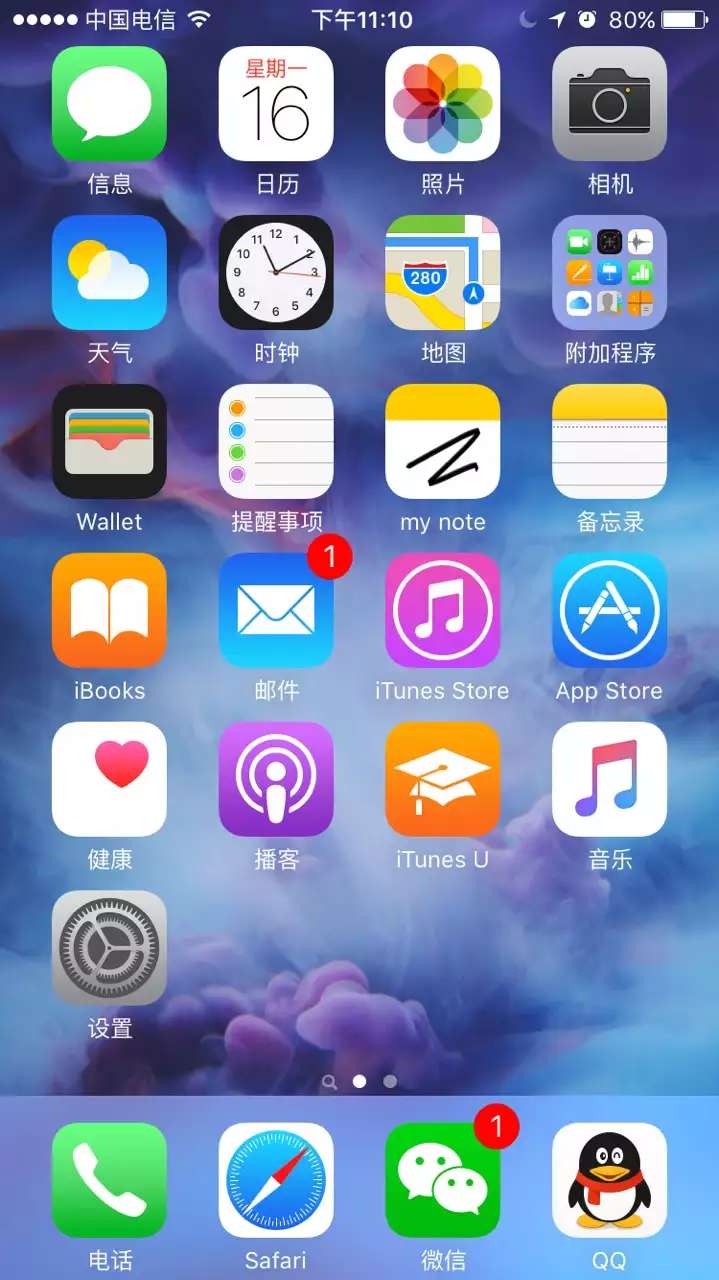 中国电信 下午11:10 80%
星期一
16
信息 日历 照片 相机
12
11 1
10 2
9 3
8 4
7 5
6
280
天气 时钟 地图 附加程序
Wallet 提醒事项 my note 备忘录
1
iBooks 邮件 iTunes Store App Store
健康 播客 iTunes U 音乐
设置
1
电话 Safari 微信 QQ